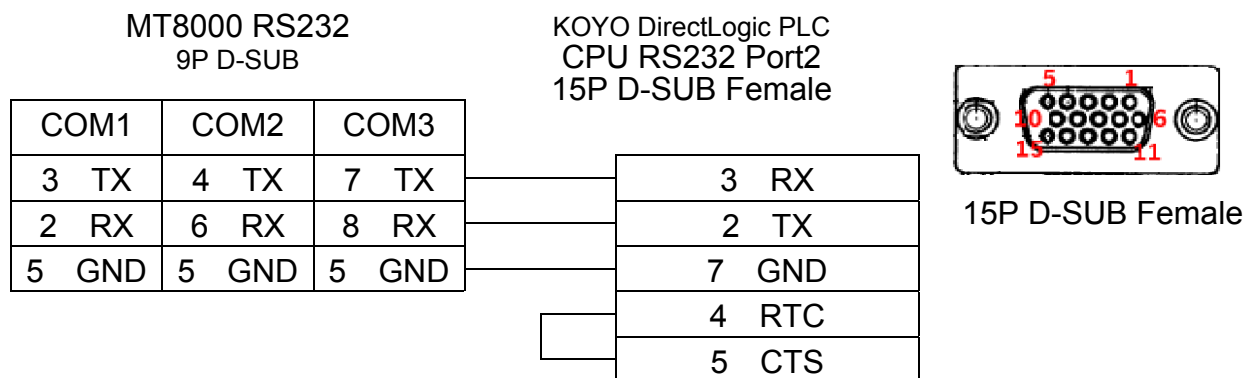 MT8000 RS232
9P D-SUB
KOYO DirectLogic PLC
CPU RS232 Port2
15P D-SUB Female
COM1 COM2 COM3
3 TX 4 TX 7 TX
2 RX 6 RX 8 RX
5 GND 5 GND 5 GND
3 RX
2 TX
7 GND
4 RTC
5 CTS
5 1
10 6
15 11
15P D-SUB Female